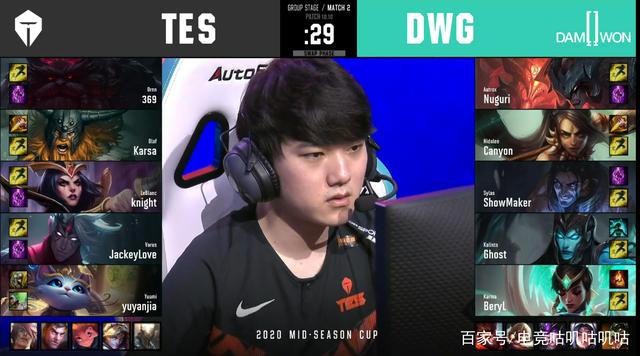 TES
GROUP STAGE / MATCH 2
PATCH 10.10
:29
SWAP PHASE
DWG
DAMWON
Auto
Ornn
369
Olaf
Karsa
LeBlanc
knight
Varus
JackeyLove
Yuumi
yuyanjia
Aatrox
Nuguri
Nidalee
Canyon
Sylas
ShowMaker
Kalista
Ghost
Karma
BeryL
TES
2020 MID-SEASON CUP
百家号/电竞咕叽咕叽咕